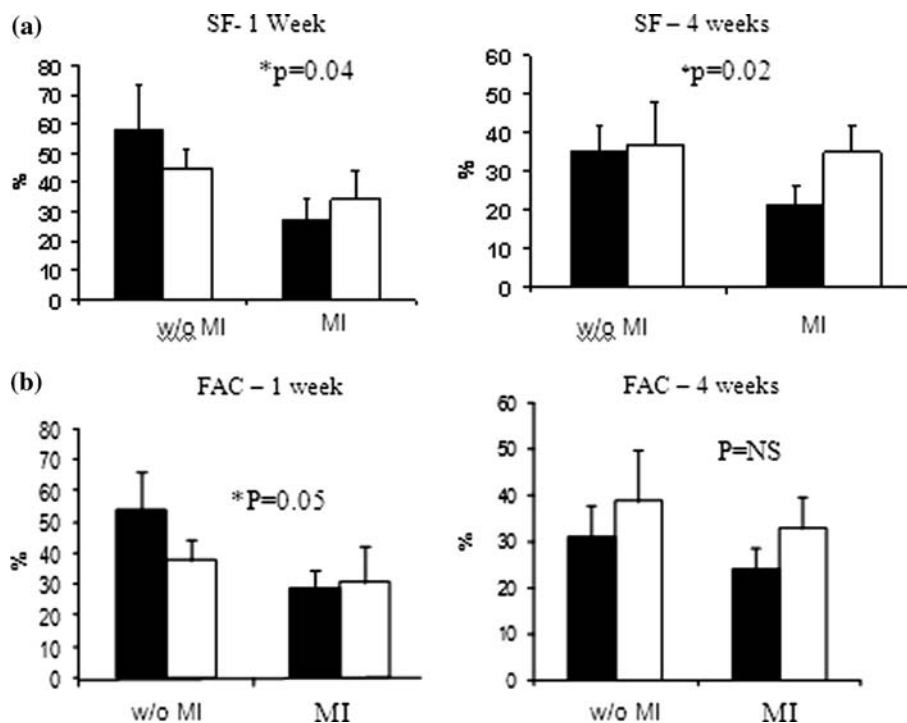 (a)
SF- 1 Week
80
70
60
50
40
30
20
10
0
%
*p=0.04
w/o MI
MI
SF – 4 weeks
60
50
40
30
20
10
0
%
*p=0.02
w/o MI
MI
(b)
FAC – 1 week
80
70
60
50
40
30
20
10
0
%
*P=0.05
w/o MI
MI
FAC – 4 weeks
60
50
40
30
20
10
0
%
P=NS
w/o MI
MI